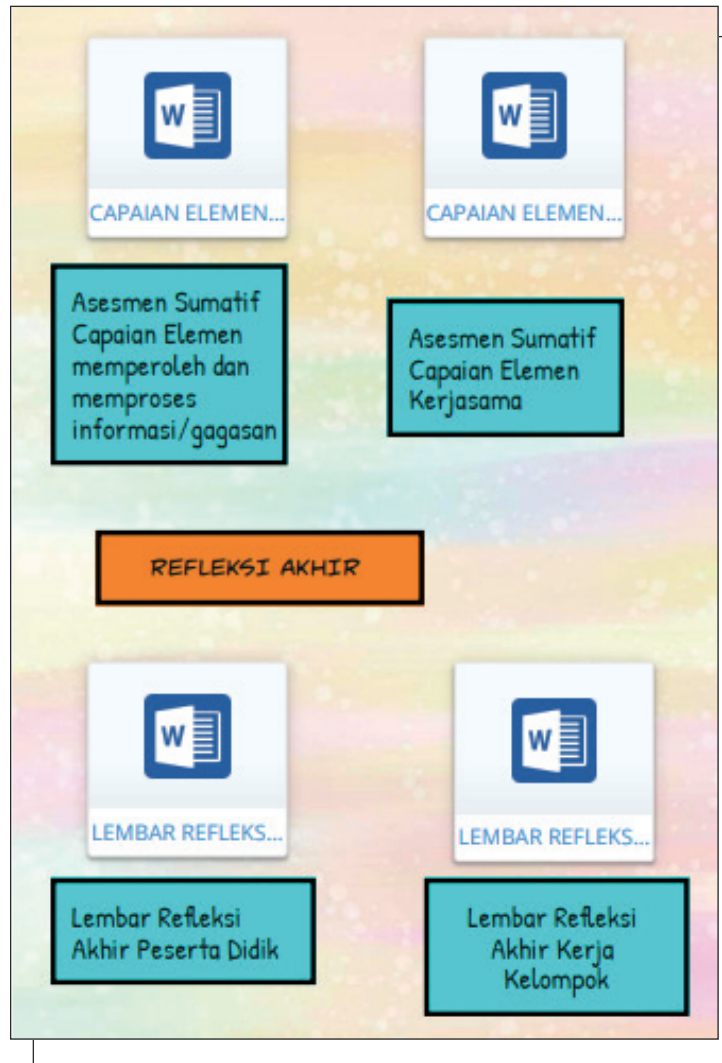 W
CAPAIAN ELEMEN...
W
CAPAIAN ELEMEN...
Asesmen Sumatif
Capaian Elemen
memperoleh dan
memproses
informasi/gagasan
Asesmen Sumatif
Capaian Elemen
Kerjasama
REFLEKSI AKHIR
W
LEMBAR REFLEKS...
W
LEMBAR REFLEKS...
Lembar Refleksi
Akhir Peserta Didik
Lembar Refleksi
Akhir Kerja
Kelompok